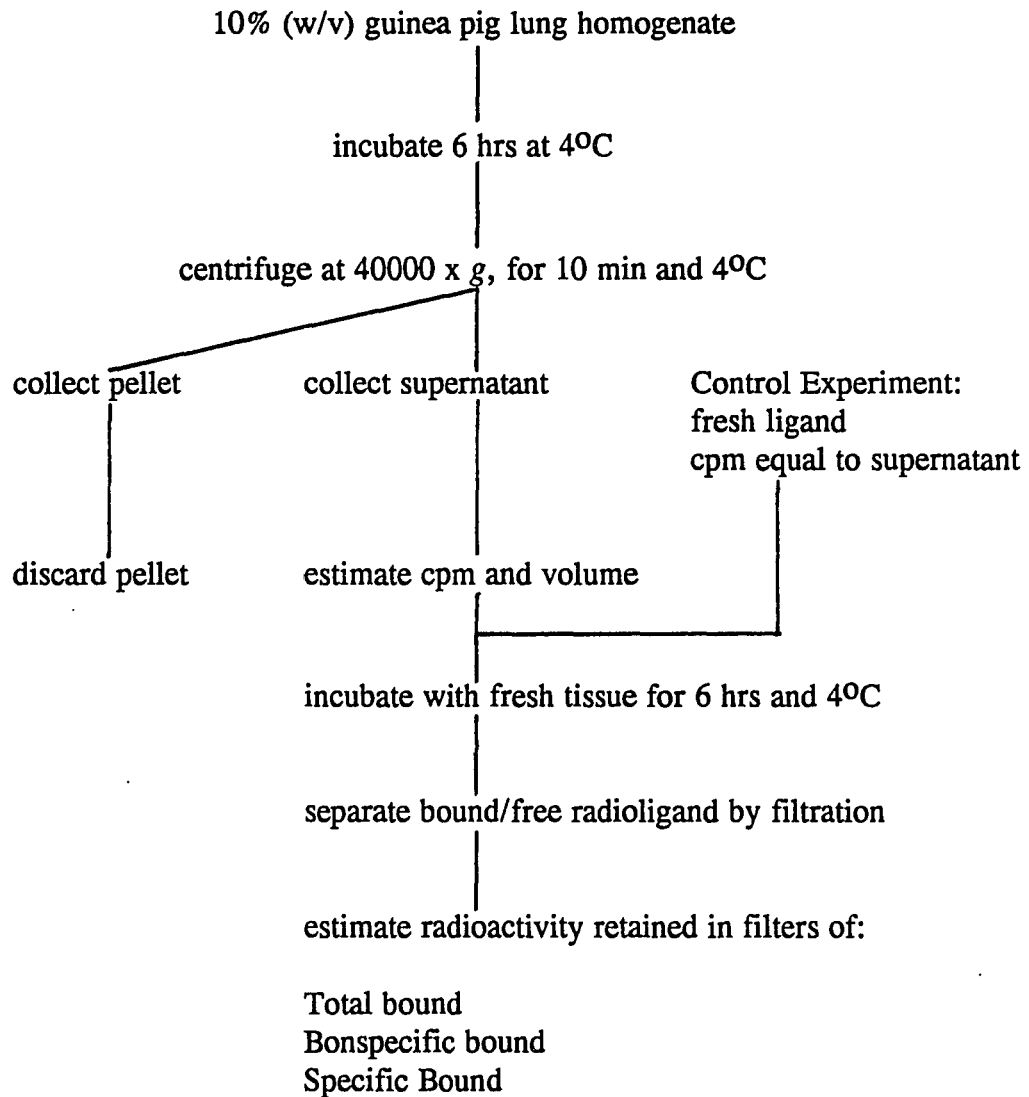 10% (w/v) guinea pig lung homogenate
incubate 6 hrs at 4°C
centrifuge at 40000 x g, for 10 min and 4°C
collect pellet
collect supernatant
Control Experiment:
fresh ligand
cpm equal to supernatant
discard pellet
estimate cpm and volume
incubate with fresh tissue for 6 hrs and 4°C
separate bound/free radioligand by filtration
estimate radioactivity retained in filters of:
Total bound
Bonspecific bound
Specific Bound